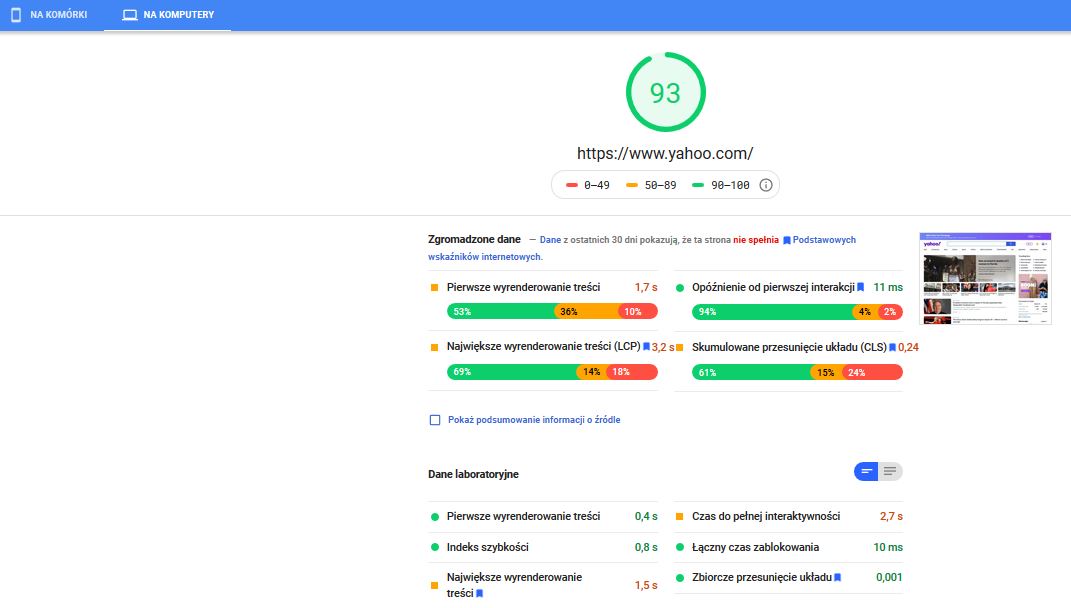 NA KOMÓRKI NA KOMPUTERY
93
https://www.yahoo.com/
0–49 50–89 90–100
Zgromadzone dane — Dane z ostatnich 30 dni pokazują, że ta strona nie spełnia Podstawowych
wskaźników internetowych.
Pierwsze wyrenderowanie treści 1,7 s
53% 36% 10%
Opóźnienie od pierwszej interakcji 11 ms
94% 4% 2%
Największe wyrenderowanie treści (LCP) 3,2 s
69% 14% 18%
Skumulowane przesunięcie układu (CLS) 0,24
61% 15% 24%
Pokaż podsumowanie informacji o źródle
Dane laboratoryjne
Pierwsze wyrenderowanie treści 0,4 s
Czas do pełnej interaktywności 2,7 s
Indeks szybkości 0,8 s
Łączny czas zablokowania 10 ms
Największe wyrenderowanie
treści 1,5 s
Zbiorcze przesunięcie układu 0,001
yahoo!